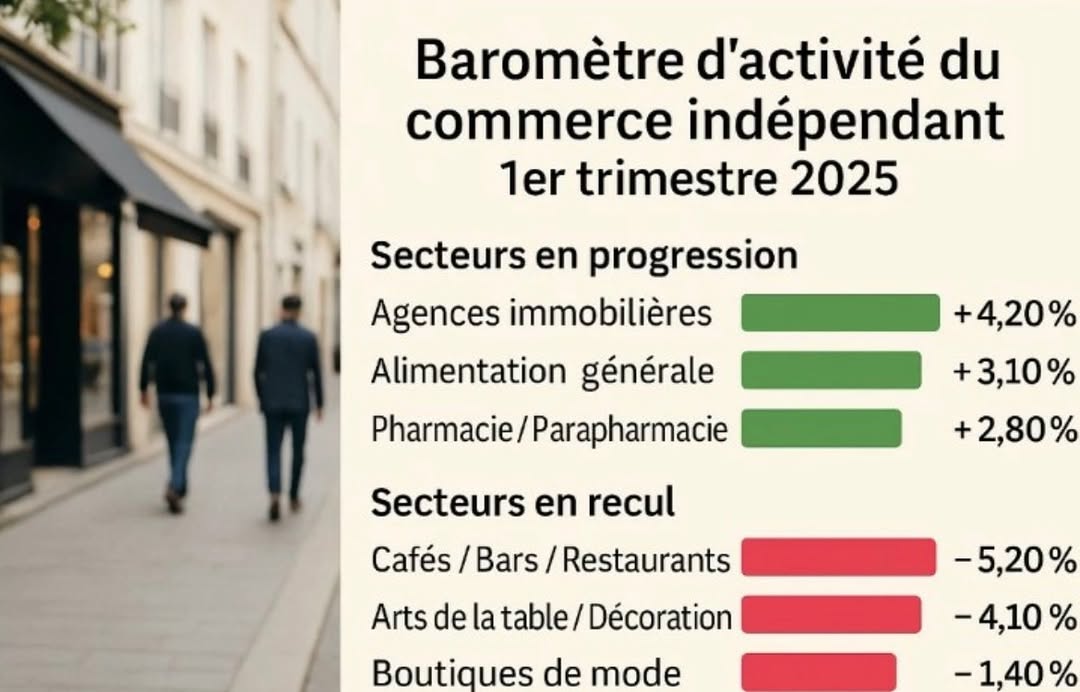 Baromètre d'activité du
commerce indépendant
1er trimestre 2025
Secteurs en progression
Agences immobilières +4,20%
Alimentation générale +3,10%
Pharmacie/Parapharmacie +2,80%
Secteurs en recul
Cafés / Bars / Restaurants –5,20%
Arts de la table / Décoration –4,10%
Boutiques de mode –1,40%